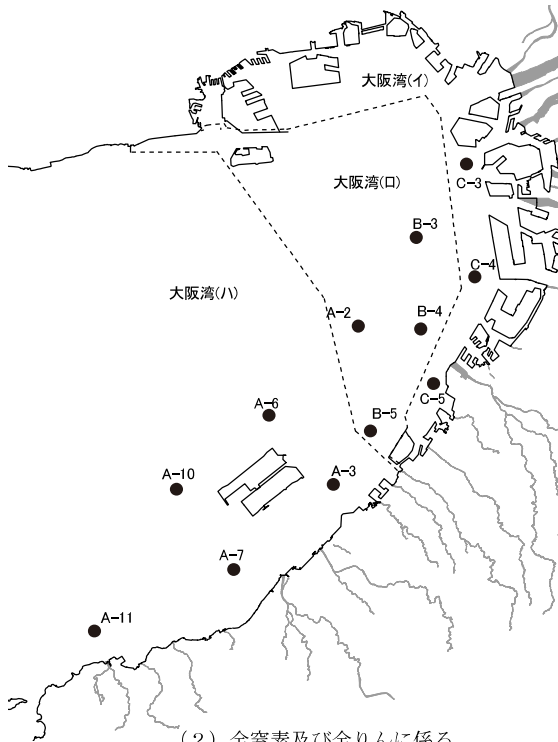 大阪湾(イ)
大阪湾(ロ)
C-3
B-3
C-4
大阪湾(ハ)
A-2
B-4
C-5
A-6
B-5
A-10
A-3
A-7
A-11
(2) 全窒素及び全りんに係る